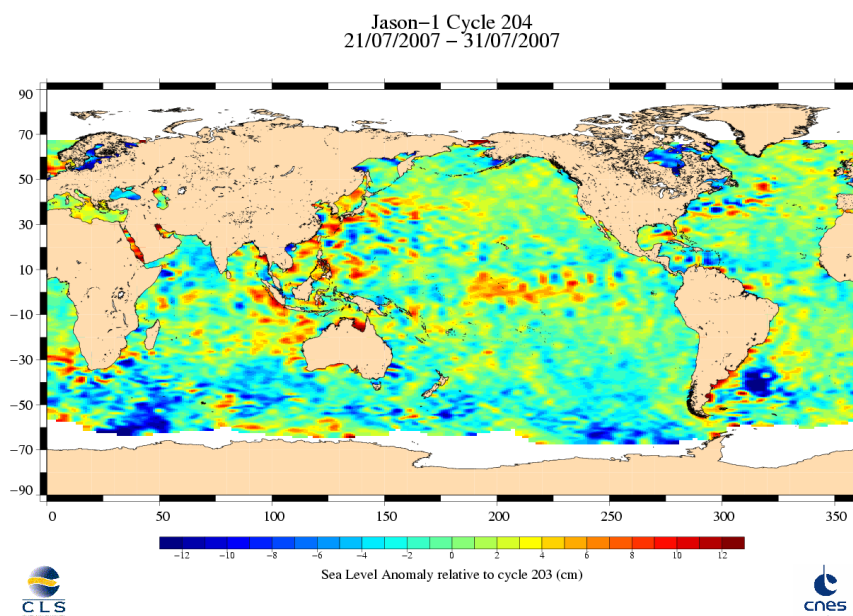 Jason−1 Cycle 204
21/07/2007 − 31/07/2007
90
70
50
30
10
−10
−30
−50
−70
−90
0 50 100 150 200 250 300 350
−12 −10 −8 −6 −4 −2 0 2 4 6 8 10 12
Sea Level Anomaly relative to cycle 203 (cm)
CLS
cnes